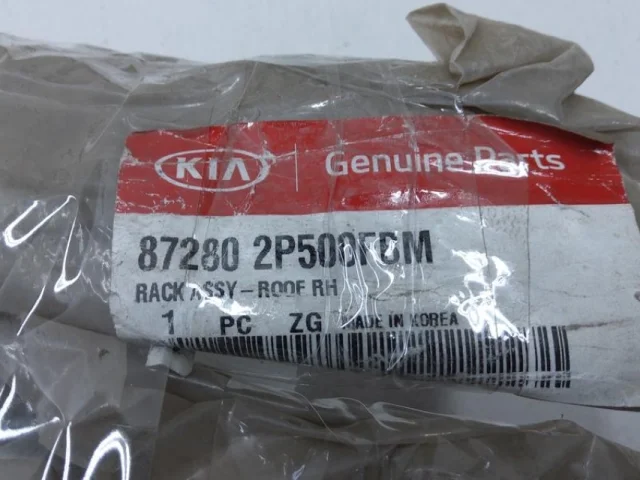 KIA Genuine Parts
87280 2P500FBM
RACK ASSY-ROOF RH
1 PC ZG MADE IN KOREA